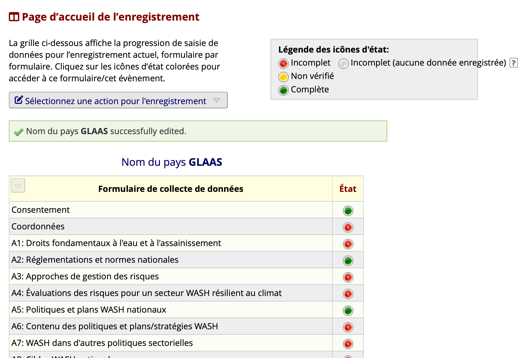 Page d’accueil de l’enregistrement
La grille ci-dessous affiche la progression de saisie de
données pour l’enregistrement actuel, formulaire par
formulaire. Cliquez sur les icônes d’état colorées pour
accéder à ce formulaire/cet évènement.
Légende des icônes d’état:
Incomplet Incomplet (aucune donnée enregistrée) ?
Non vérifié
Complète
Sélectionnez une action pour l’enregistrement
Nom du pays GLAAS successfully edited.
Nom du pays GLAAS
Formulaire de collecte de données État
Consentement
Coordonnées
A1: Droits fondamentaux à l’eau et à l’assainissement
A2: Réglementations et normes nationales
A3: Approches de gestion des risques
A4: Évaluations des risques pour un secteur WASH résilient au climat
A5: Politiques et plans WASH nationaux
A6: Contenu des politiques et plans/stratégies WASH
A7: WASH dans d’autres politiques sectorielles